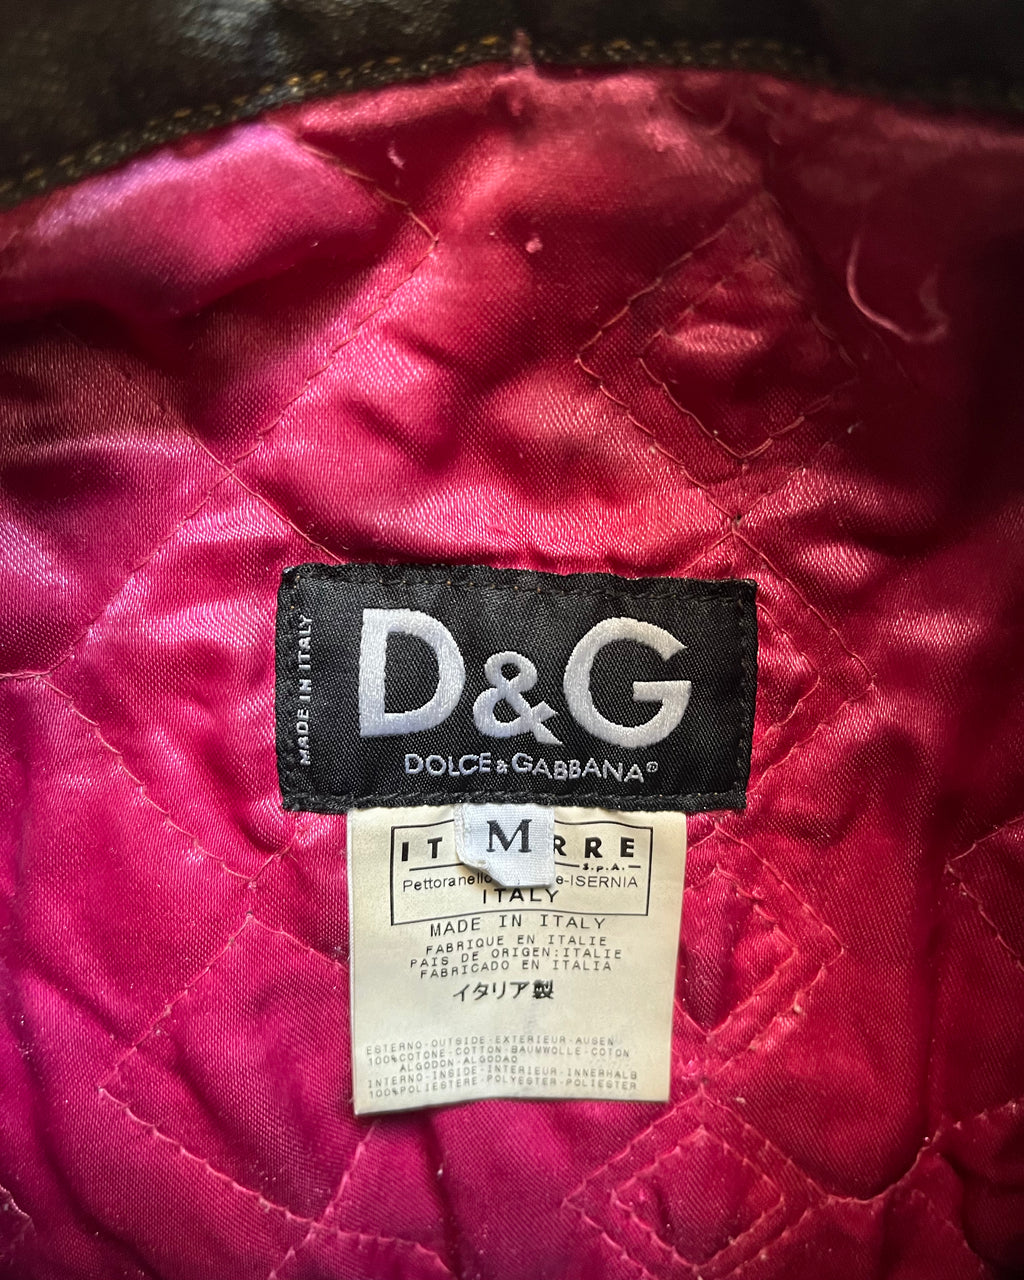 MADE IN ITALY
D&G
DOLCE & GABBANA®
M
IT RRE
S.p.A.
Pettoranello e-ISERNIA
ITALY
MADE IN ITALY
FABRIQUE EN ITALIE
PAIS DE ORIGEN:ITALIE
FABRICADO EN ITALIA
イタリア製
ESTERNO-OUTSIDE-EXTERIEUR-AUSEN
100%COTONE-COTTON-BAUMWOLLE-COTON
ALGODON-ALGODAO
INTERNO-INSIDE-INTERIEUR-INNERHALB
100%POLIESTERE-POLYESTER-POLIESTER